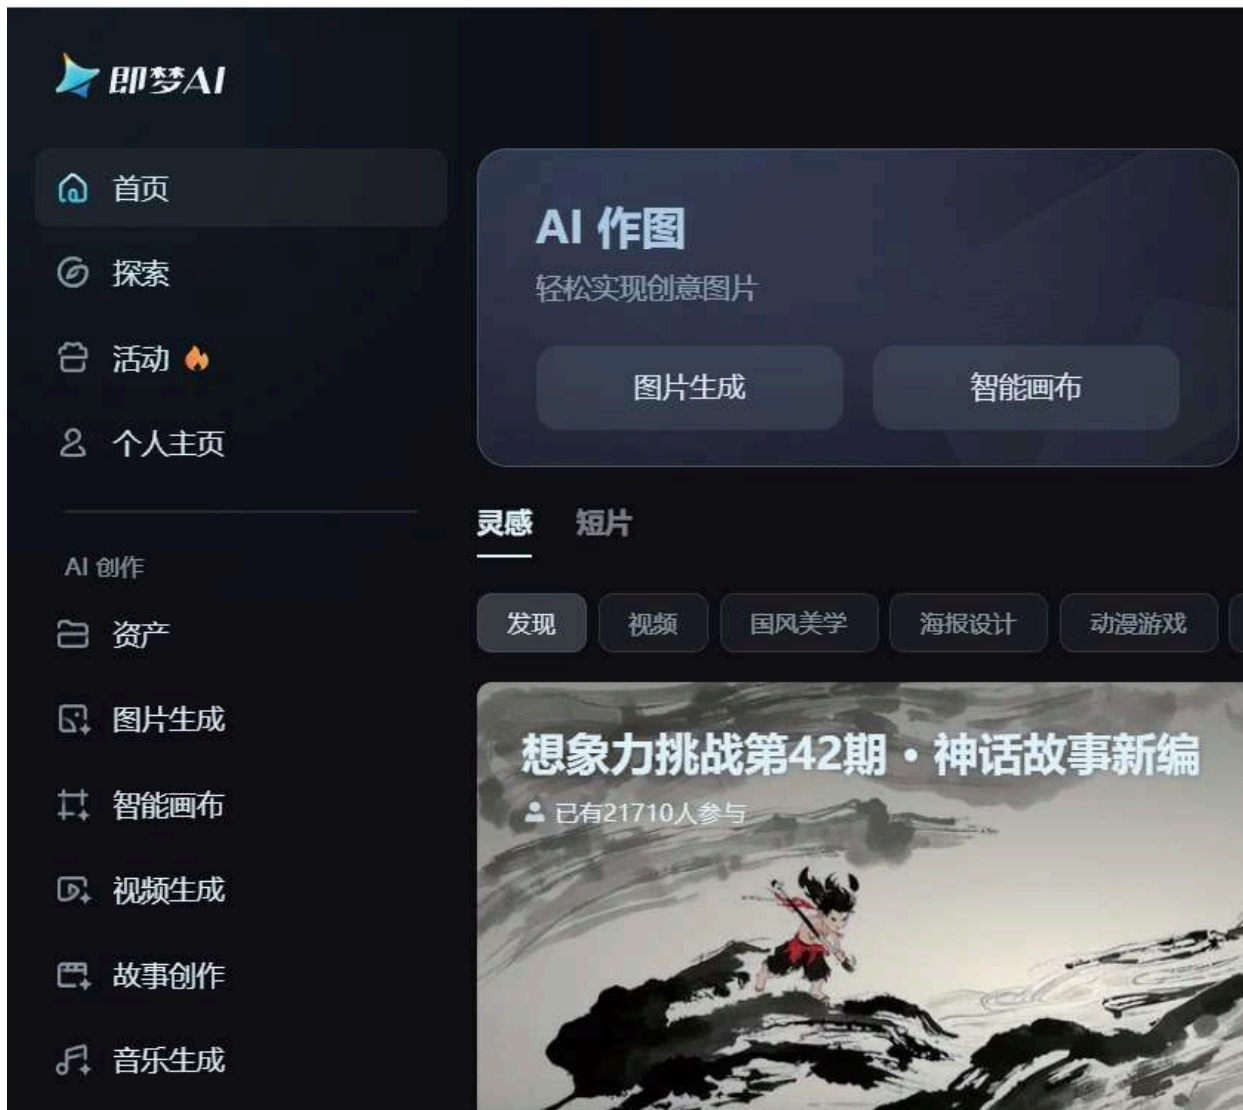 即梦AI
首页
探索
活动
个人主页
AI 创作
资产
图片生成
智能画布
视频生成
故事创作
音乐生成
AI 作图
轻松实现创意图片
图片生成
智能画布
灵感 短片
发现 视频 国风美学 海报设计 动漫游戏
想象力挑战第42期·神话故事新编
已有21710人参与